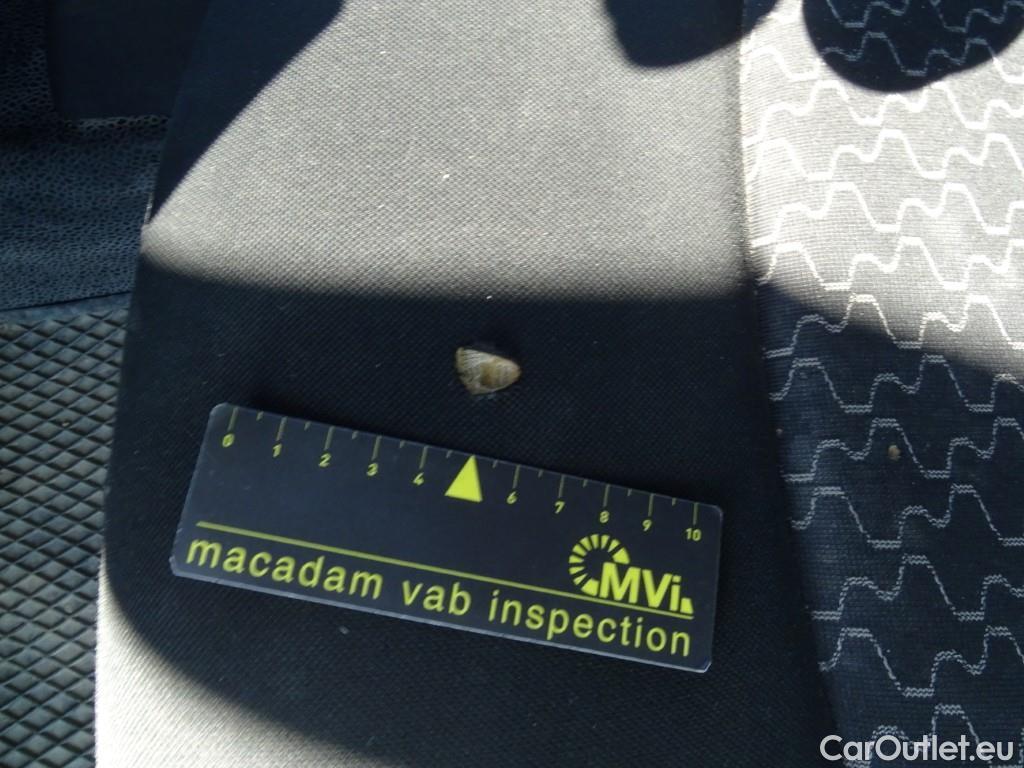 0 1 2 3 4 6 7 8 9 10
MVi
macadam vab inspection
CarOutlet.eu